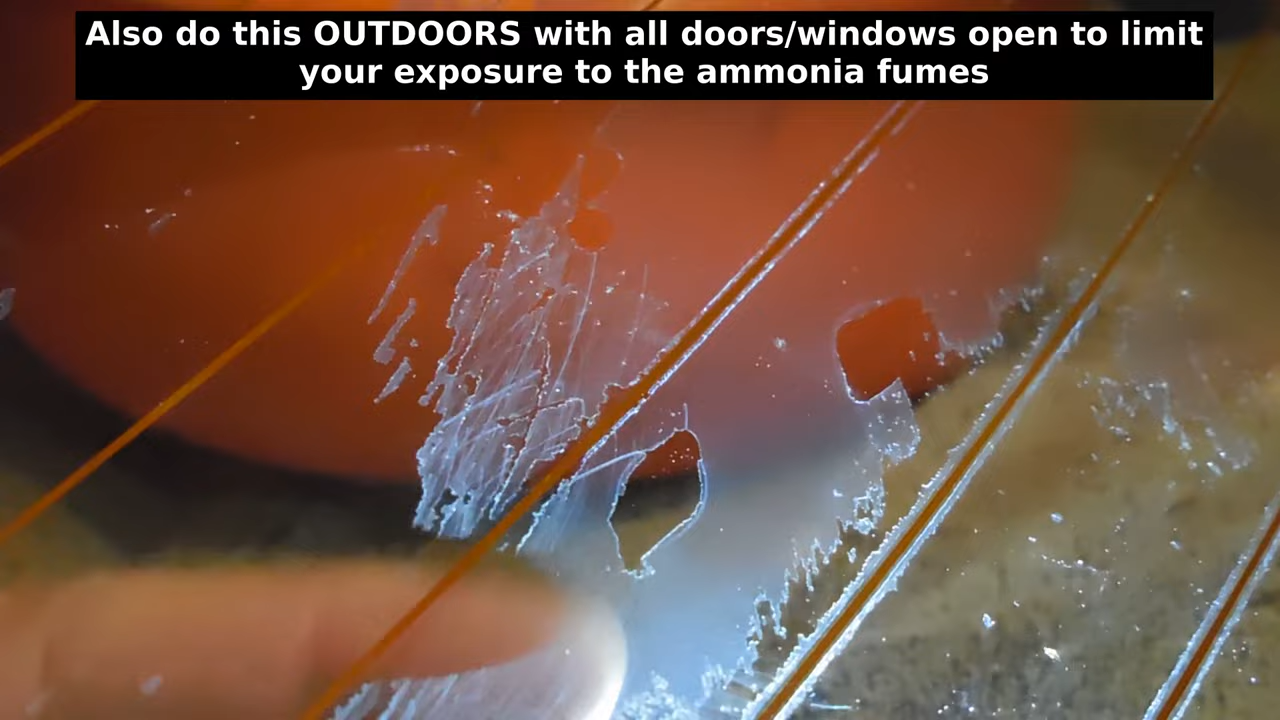 Also do this OUTDOORS with all doors/windows open to limit
your exposure to the ammonia fumes